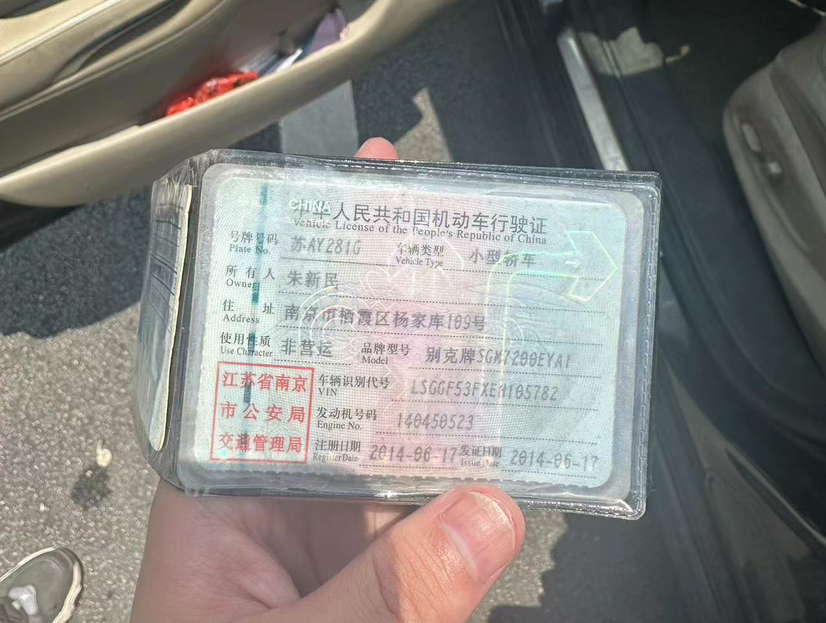 CHINA
中华人民共和国机动车行驶证
Vehicle License of the People's Republic of China
号牌号码 苏AY281G 车辆类型 小型轿车
Plate No. Vehicle Type
所有人 朱新民
Owner
住址 南京市栖霞区杨家库109号
Address
使用性质 非营运 品牌型号 别克牌SGM7200EYA1
Use Character Model
江苏省南京
市公安局
交通管理局
车辆识别代号 LSGGF53FXEH105782
VIN
发动机号码 140450523
Engine No.
注册日期 2014-06-17 发证日期 2014-06-17
Register Date Issue Date